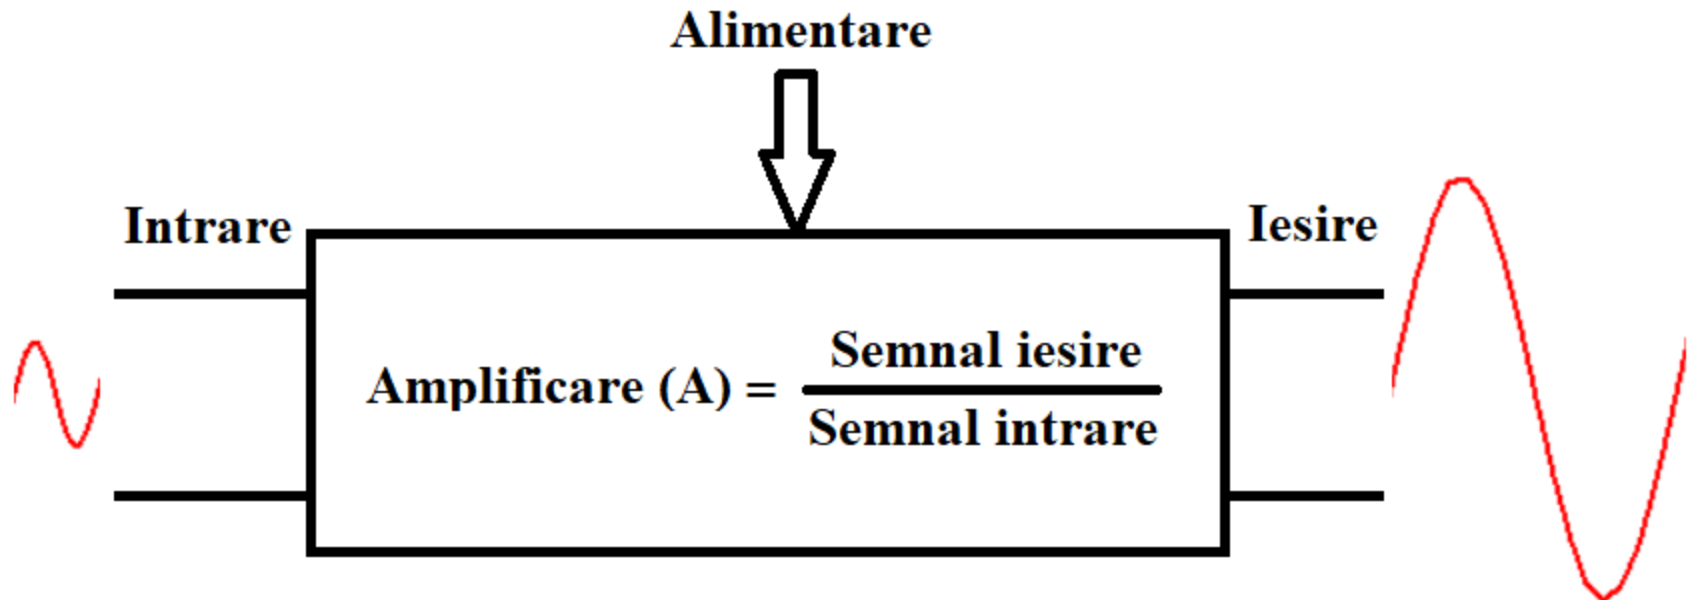 Alimentare
Intrare
Iesire
Amplificare (A) =
Semnal iesire
Semnal intrare